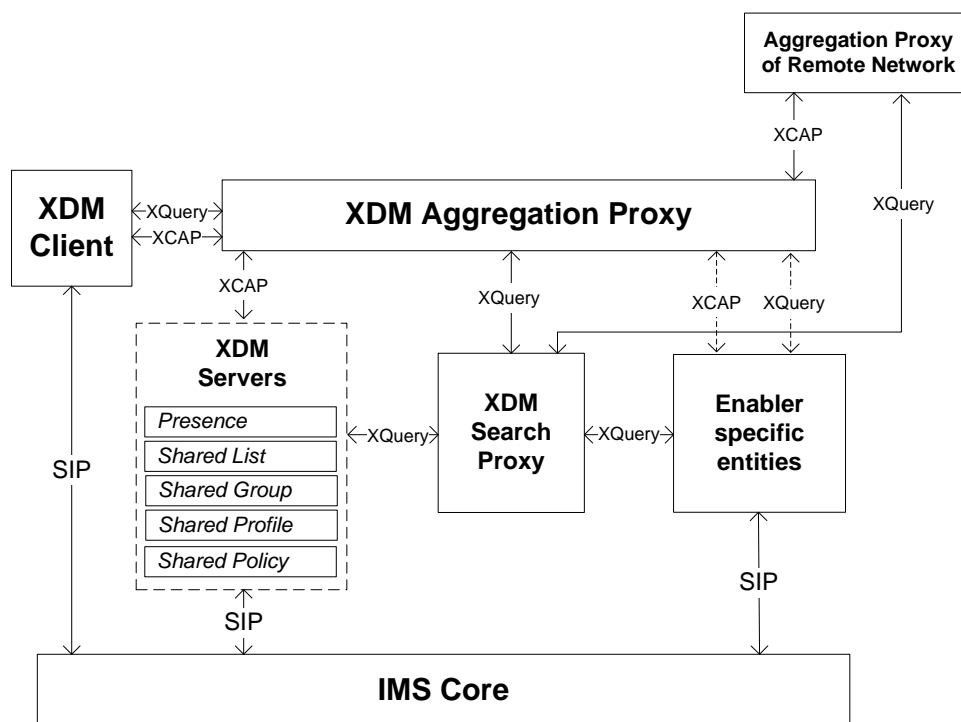 Aggregation Proxy
of Remote Network
XCAP
XQuery
XDM
Client
XQuery
XCAP
XDM Aggregation Proxy
XCAP
XQuery
XCAP
XQuery
XDM
Servers
Presence
Shared List
Shared Group
Shared Profile
Shared Policy
XQuery
XDM
Search
Proxy
XQuery
Enabler
specific
entities
SIP
SIP
SIP
IMS Core